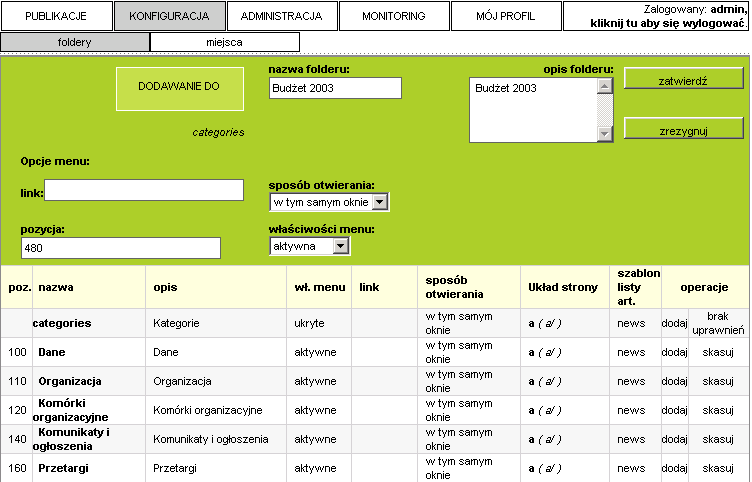 PUBLIKACJE KONFIGURACJA ADMINISTRACJA MONITORING MÓJ PROFIL Zalogowany: admin,
kliknij tu aby się wylogować.
foldery miejsca
nazwa folderu: opis folderu:
DODAWANIE DO Budżet 2003 Budżet 2003 zatwierdź
categories zrezygnuj
Opcje menu:
link: sposób otwierania:
w tym samym oknie
pozycja: właściwości menu:
480 aktywna
poz. nazwa opis wł. menu link sposób otwierania Układ strony szablon listy art. operacje
categories Kategorie ukryte w tym samym oknie a ( a/ ) news dodaj brak uprawnień
100 Dane Dane aktywne w tym samym oknie a ( a/ ) news dodaj skasuj
110 Organizacja Organizacja aktywne w tym samym oknie a ( a/ ) news dodaj skasuj
120 Komórki organizacyjne Komórki organizacyjne aktywne w tym samym oknie a ( a/ ) news dodaj skasuj
140 Komunikaty i ogłoszenia Komunikaty i ogłoszenia aktywne w tym samym oknie a ( a/ ) news dodaj skasuj
160 Przetargi Przetargi aktywne w tym samym oknie a ( a/ ) news dodaj skasuj